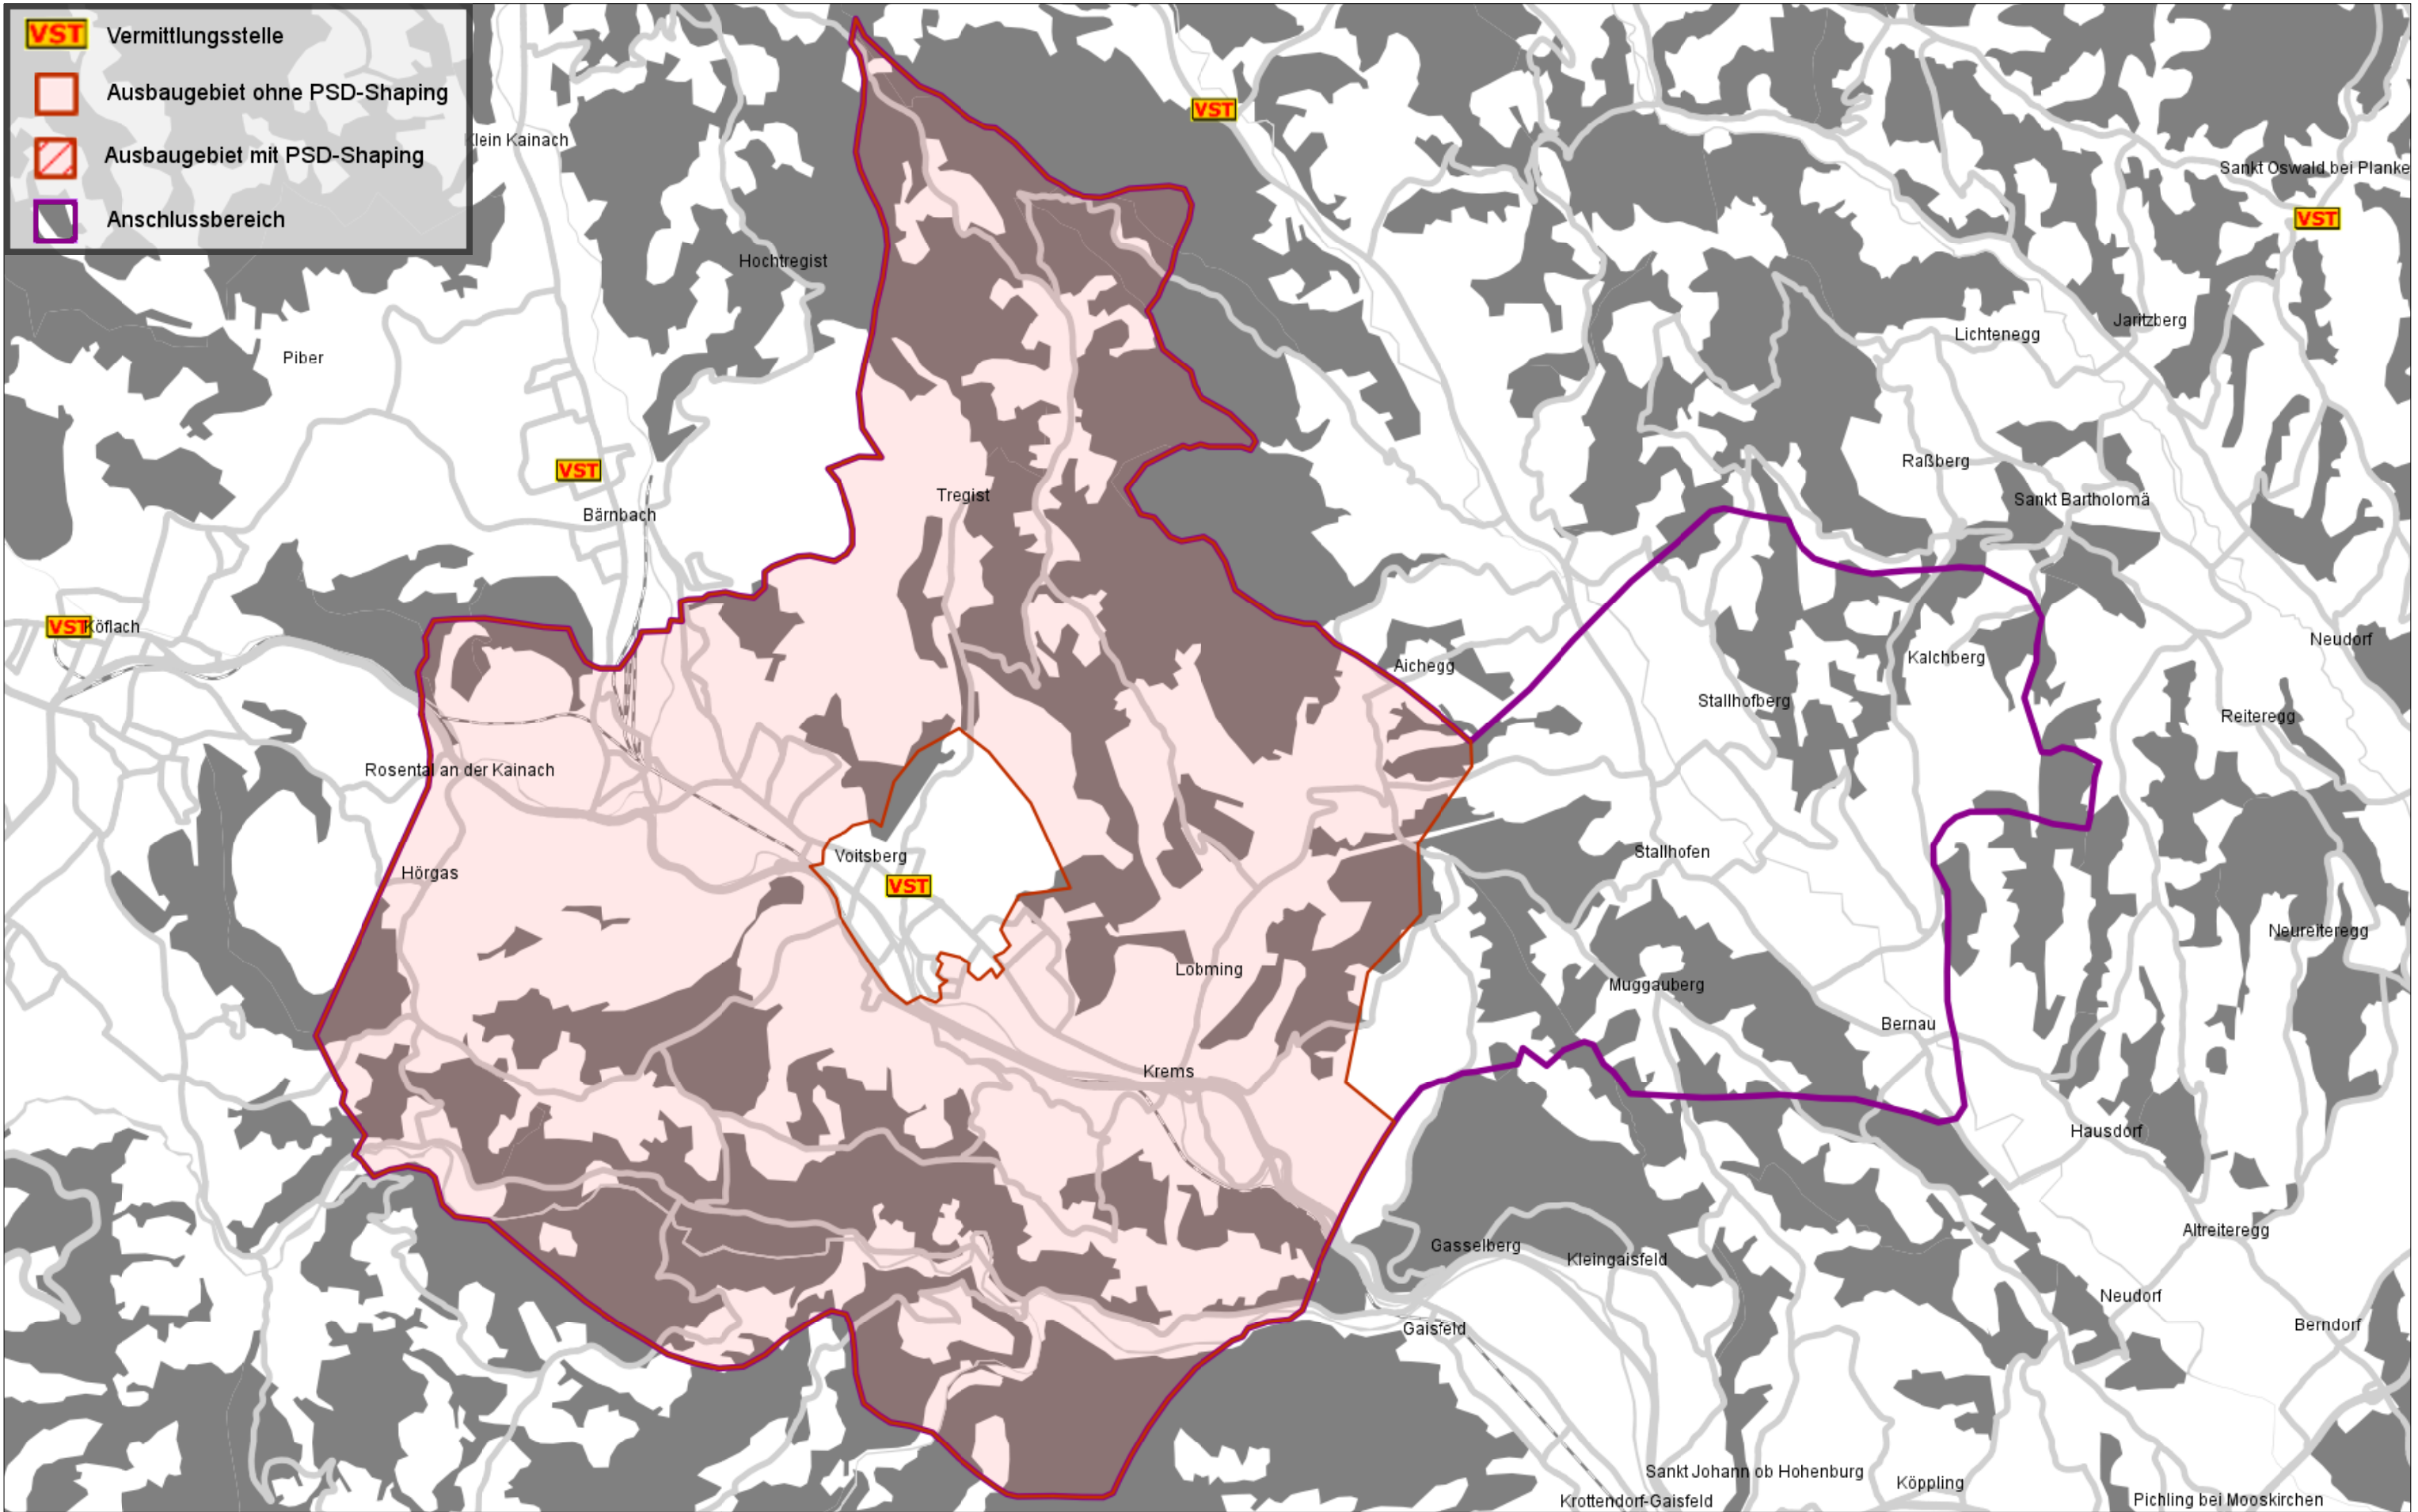 VST Vermittlungsstelle
Ausbaugebiet ohne PSD-Shaping
Ausbaugebiet mit PSD-Shaping
Anschlussbereich
VST
Klein Kainach
Sankt Oswald bei Planke
VST
Hochtregist
Jaritzberg
Lichtenegg
Piber
Raßberg
VST
Tregist
Sankt Bartholomä
Bärnbach
VST
Köflach
Neudorf
Kalchberg
Aichegg
Stallhofberg
Reiteregg
Rosental an der Kainach
Stallhofen
Voitsberg
Hörgas
VST
Neureiteregg
Lobming
Muggauberg
Bernau
Krems
Hausdorf
Altreiteregg
Gasselberg
Kleingaisfeld
Neudorf
Gaisfeld
Berndorf
Sankt Johann ob Hohenburg
Köppling
Krottendorf-Gaisfeld
Pichling bei Mooskirchen